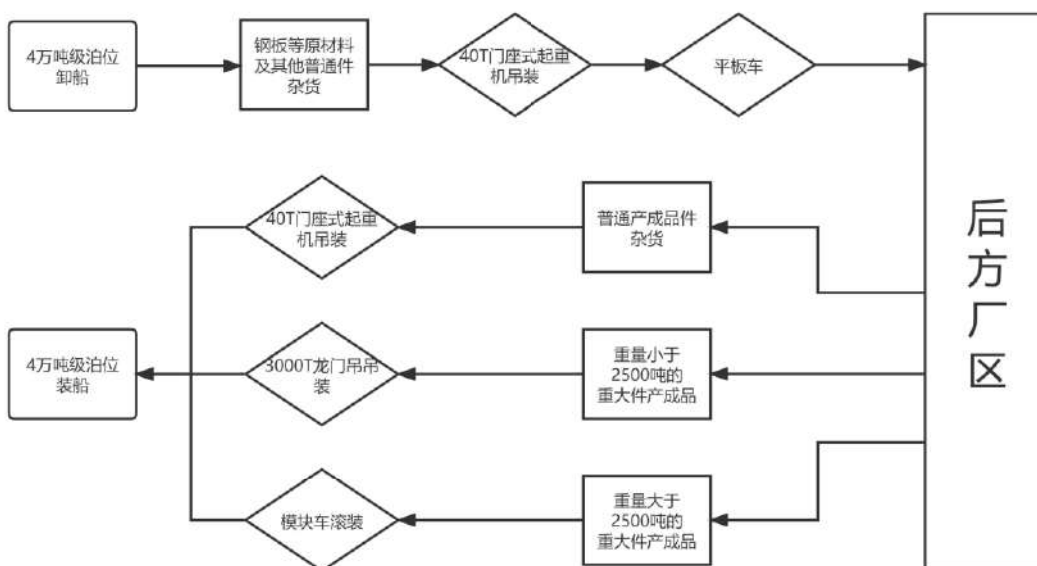 4万吨级泊位
卸船
钢板等原材料
及其他普通件
杂货
40T门座式起重
机吊装
平板车
40T门座式起重
机吊装
普通产成品件
杂货
4万吨级泊位
装船
3000T龙门吊吊
装
重量小于
2500吨的
重大件产成品
模块车滚装
重量大于
2500吨的
重大件产成品
后
方
厂
区